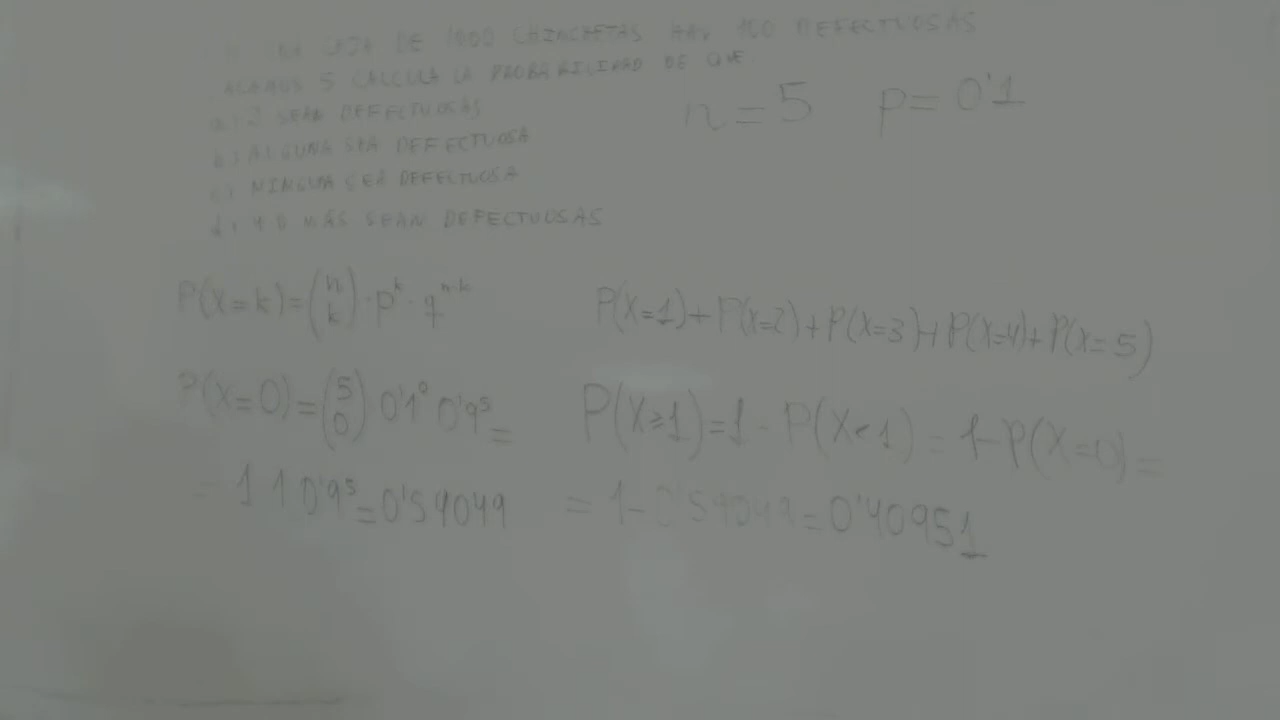 CAJA DE 1000 CHINCHETAS HAY 100 DEFECTUOSAS
5 CALCULA LA PROBABILIDAD DE QUE
a) 2 SEAN DEFECTUOSAS
b) ALGUNA SEA DEFECTUOSA
c) NINGUNA SEA DEFECTUOSA
d) 4 O MÁS SEAN DEFECTUOSAS
n = 5 p = 0'1
P(X=k)=(n k)·p^k·q^n-k
P(X=0)=(5 0) 0'1^0 0'9^5 =
= 1 1 0'9^5 = 0'59049
P(X=1)+P(X=2)+P(X=3)+P(X=4)+P(X=5)
P(X≥1)=1-P(X<1)=1-P(X=0)=
= 1-0'59049=0'40951